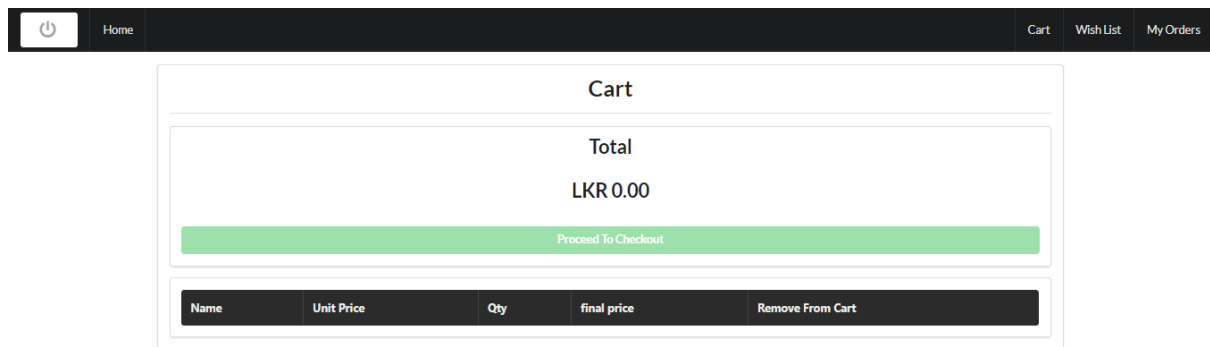 Home Cart Wish List My Orders
Cart
Total
LKR 0.00
Proceed To Checkout
Name Unit Price Qty final price Remove From Cart